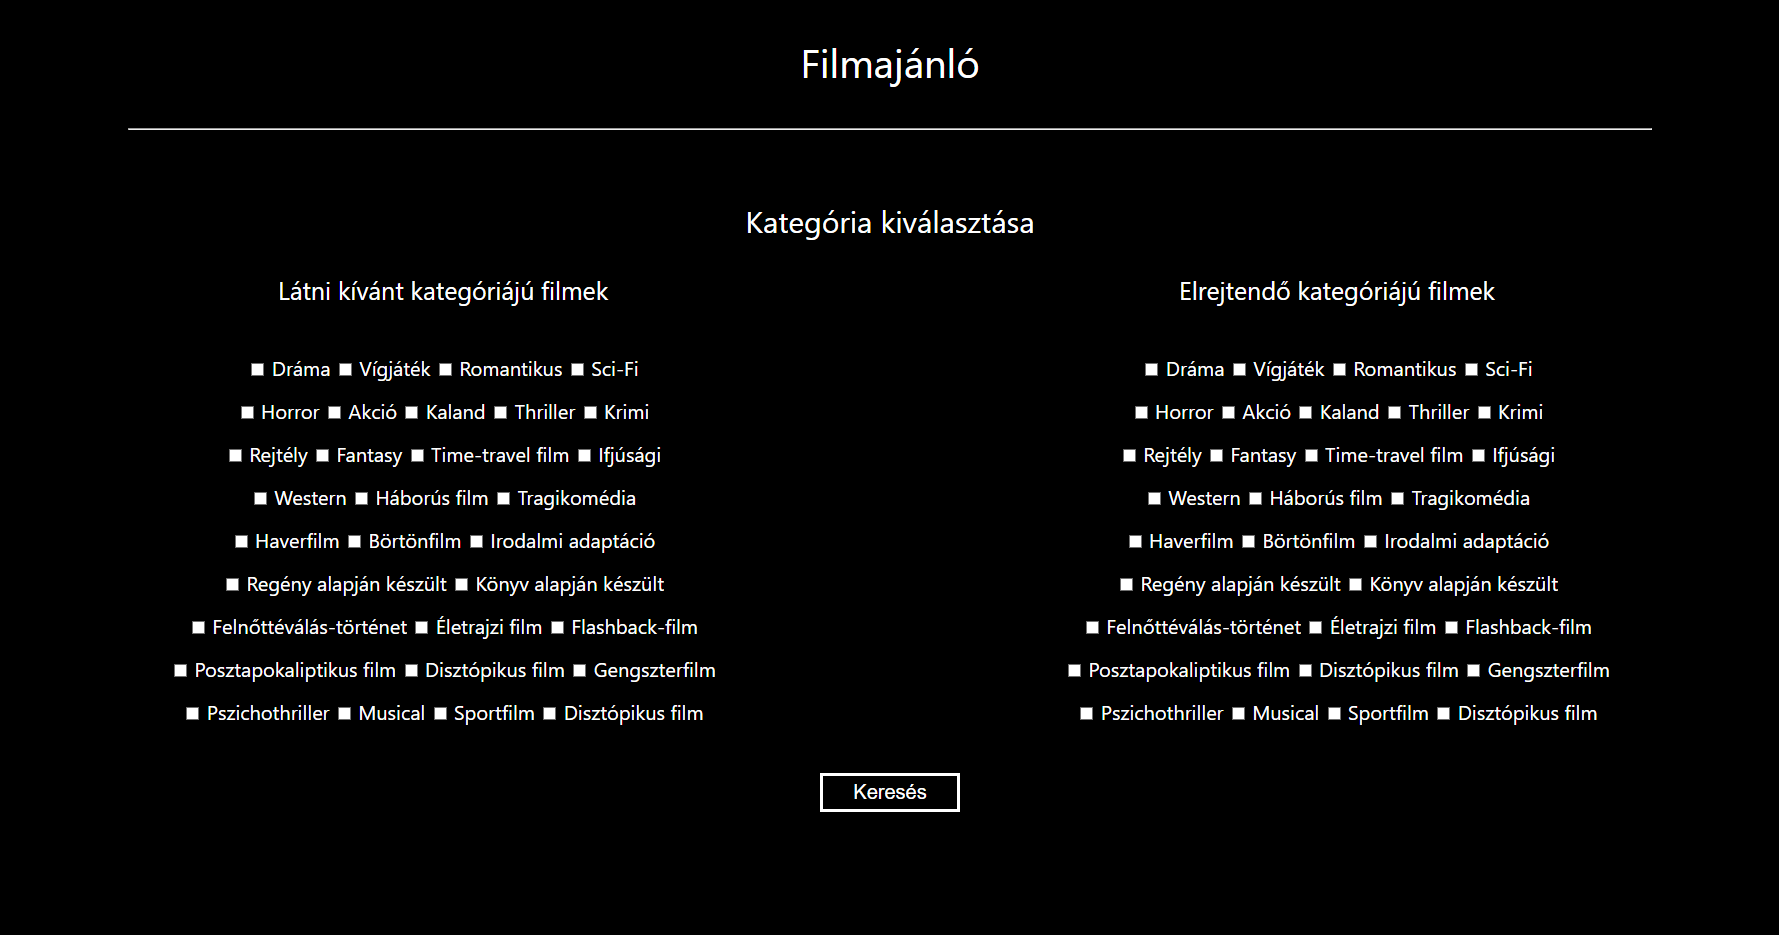 Filmajánló
Kategória kiválasztása
Látni kívánt kategóriájú filmek
Dráma Vígjáték Romantikus Sci-Fi
Horror Akció Kaland Thriller Krimi
Rejtély Fantasy Time-travel film Ifjúsági
Western Háborús film Tragikomédia
Haverfilm Börtönfilm Irodalmi adaptáció
Regény alapján készült Könyv alapján készült
Felnőttéválás-történet Életrajzi film Flashback-film
Posztapokaliptikus film Disztópikus film Gengszterfilm
Pszichothriller Musical Sportfilm Disztópikus film
Elrejtendő kategóriájú filmek
Dráma Vígjáték Romantikus Sci-Fi
Horror Akció Kaland Thriller Krimi
Rejtély Fantasy Time-travel film Ifjúsági
Western Háborús film Tragikomédia
Haverfilm Börtönfilm Irodalmi adaptáció
Regény alapján készült Könyv alapján készült
Felnőttéválás-történet Életrajzi film Flashback-film
Posztapokaliptikus film Disztópikus film Gengszterfilm
Pszichothriller Musical Sportfilm Disztópikus film
Keresés